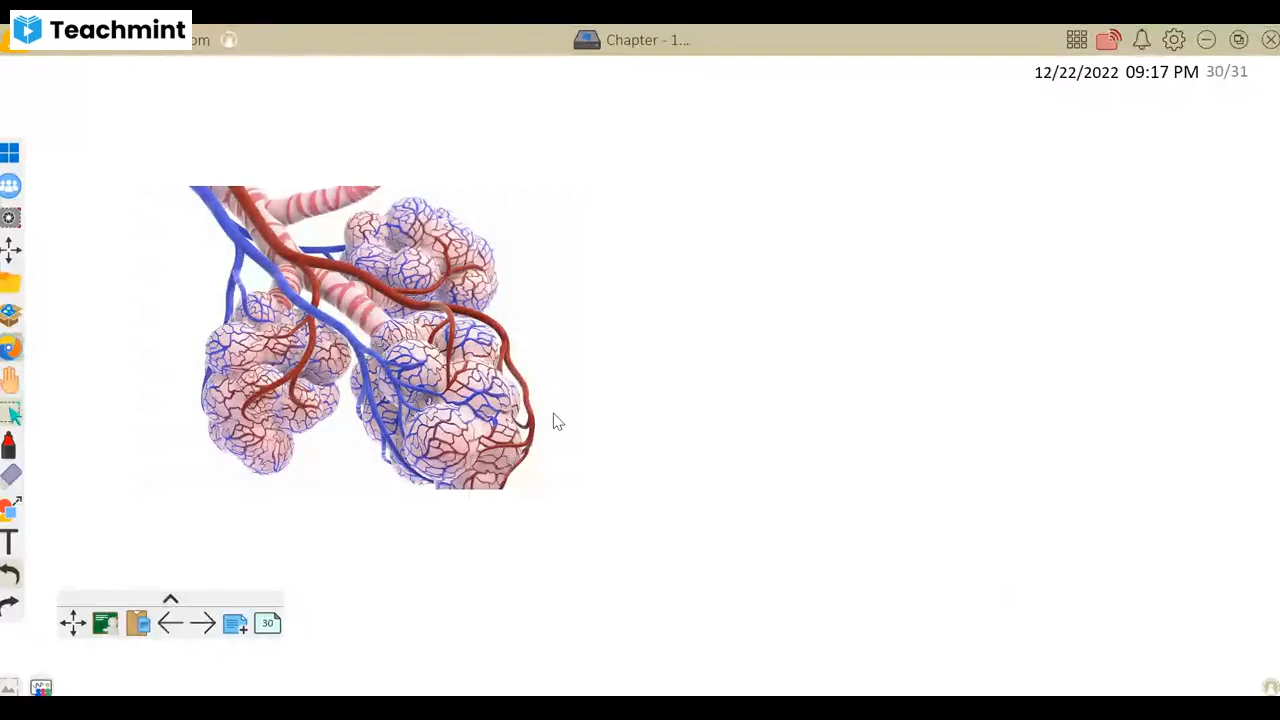 Teachmint
om
Chapter - 1...
12/22/2022 09:17 PM 30/31
T
30